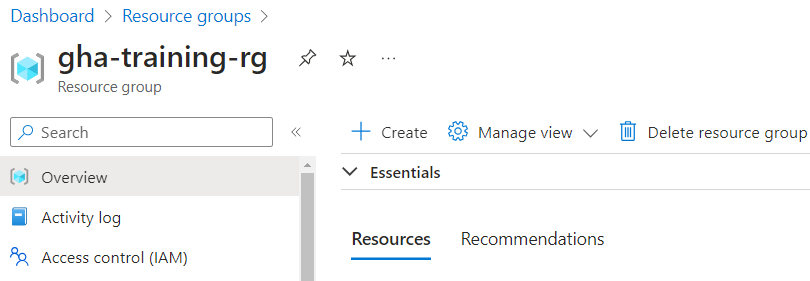 Dashboard > Resource groups >
gha-training-rg
Resource group
Search
Create Manage view Delete resource group
Essentials
Overview
Activity log
Access control (IAM)
Resources Recommendations